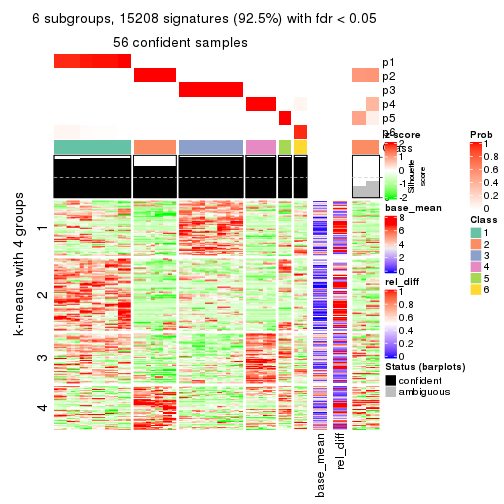 6 subgroups, 15208 signatures (92.5%) with fdr < 0.05
56 confident samples
p1
p2
p3
p4
p5
p6
Class
k-means with 4 groups
1
2
3
4
Silhouette
score
z-score
2
1
0
-1
-2
base_mean
8
6
4
2
0
rel_diff
1
0.8
0.6
0.4
0.2
0
Status (barplots)
confident
ambiguous
Prob
1
0.8
0.6
0.4
0.2
0
Class
1
2
3
4
5
6
base_mean
rel_diff